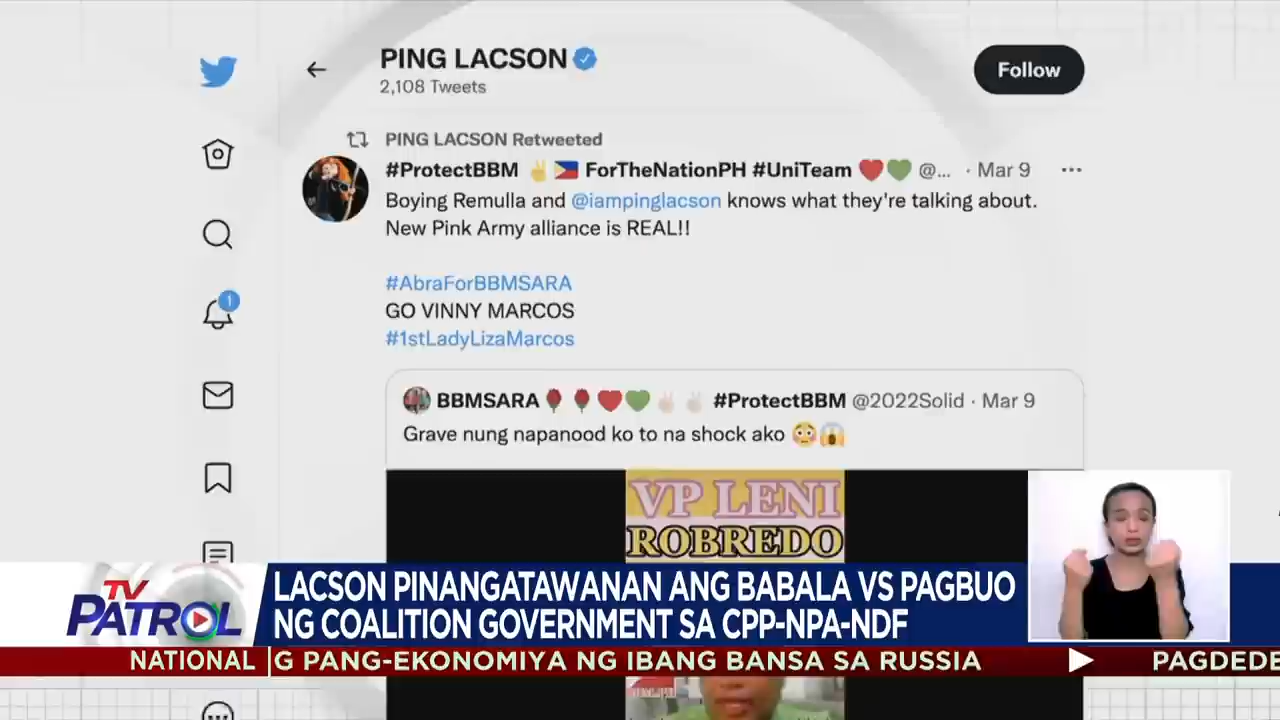 PING LACSON
2,108 Tweets
Follow
PING LACSON Retweeted
#ProtectBBM ✌️ 🇵🇭 ForTheNationPH #UniTeam ❤️💚 @... · Mar 9 ...
Boying Remulla and @iampinglacson knows what they're talking about.
New Pink Army alliance is REAL!!
#AbraForBBMSARA
GO VINNY MARCOS
#1stLadyLizaMarcos
1
BBMSARA🌹🌹❤️💚✌🏻✌🏻 #ProtectBBM @2022Solid · Mar 9
Grave nung napanood ko to na shock ako 😳😱
VP LENI
ROBREDO
TV
PATROL
LACSON PINANGATAWANAN ANG BABALA VS PAGBUO
NG COALITION GOVERNMENT SA CPP-NPA-NDF
NATIONAL G PANG-EKONOMIYA NG IBANG BANSA SA RUSSIA PAGDEDE